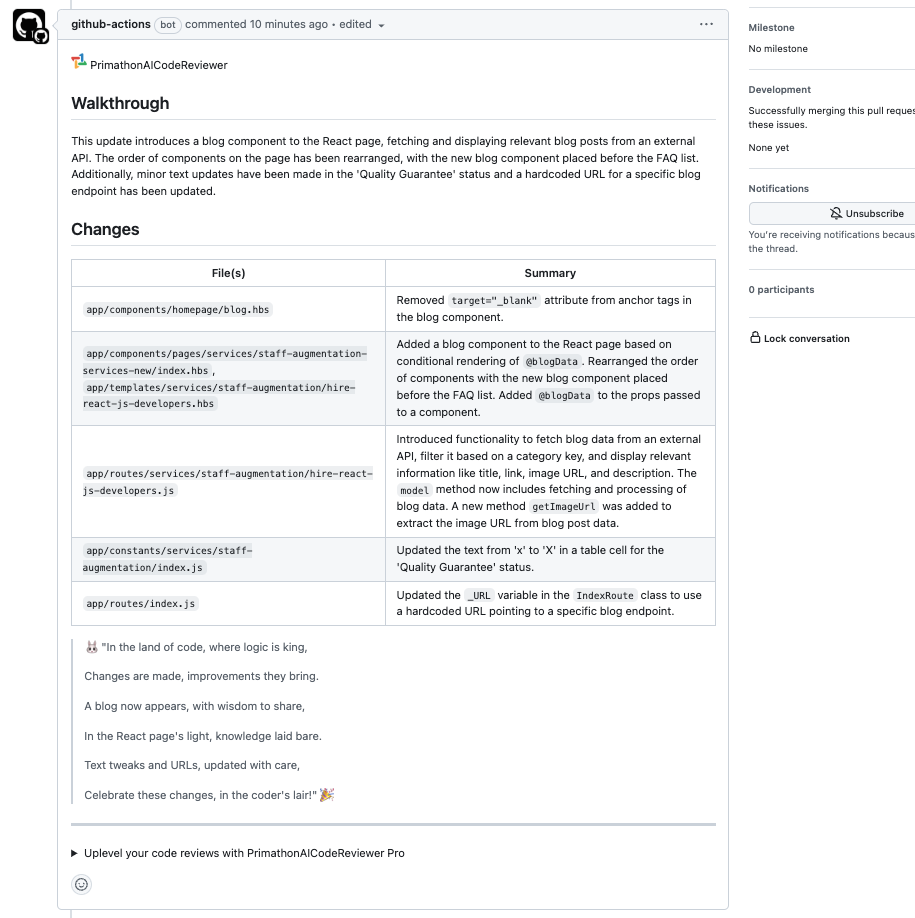 github-actions bot commented 10 minutes ago • edited
PrimathonAICodeReviewer
Walkthrough
This update introduces a blog component to the React page, fetching and displaying relevant blog posts from an external
API. The order of components on the page has been rearranged, with the new blog component placed before the FAQ list.
Additionally, minor text updates have been made in the 'Quality Guarantee' status and a hardcoded URL for a specific blog
endpoint has been updated.
Changes
File(s) Summary
app/components/homepage/blog.hbs
Removed target="_blank" attribute from anchor tags in
the blog component.
app/components/pages/services/staff-augmentation-
services-new/index.hbs ,
app/templates/services/staff-augmentation/hire-
react-js-developers.hbs
Added a blog component to the React page based on
conditional rendering of @blogData . Rearranged the order
of components with the new blog component placed
before the FAQ list. Added @blogData to the props passed
to a component.
app/routes/services/staff-augmentation/hire-react-
js-developers.js
Introduced functionality to fetch blog data from an external
API, filter it based on a category key, and display relevant
information like title, link, image URL, and description. The
model method now includes fetching and processing of
blog data. A new method getImageUrl was added to
extract the image URL from blog post data.
app/constants/services/staff-
augmentation/index.js
Updated the text from 'x' to 'X' in a table cell for the
'Quality Guarantee' status.
app/routes/index.js
Updated the _URL variable in the IndexRoute class to use
a hardcoded URL pointing to a specific blog endpoint.
🐰 "In the land of code, where logic is king,
Changes are made, improvements they bring.
A blog now appears, with wisdom to share,
In the React page's light, knowledge laid bare.
Text tweaks and URLs, updated with care,
Celebrate these changes, in the coder's lair!" 🎉
Uplevel your code reviews with PrimathonAICodeReviewer Pro
Milestone
No milestone
Development
Successfully merging this pull reques
these issues.
None yet
Notifications
Unsubscribe
You're receiving notifications becaus
the thread.
0 participants
Lock conversation